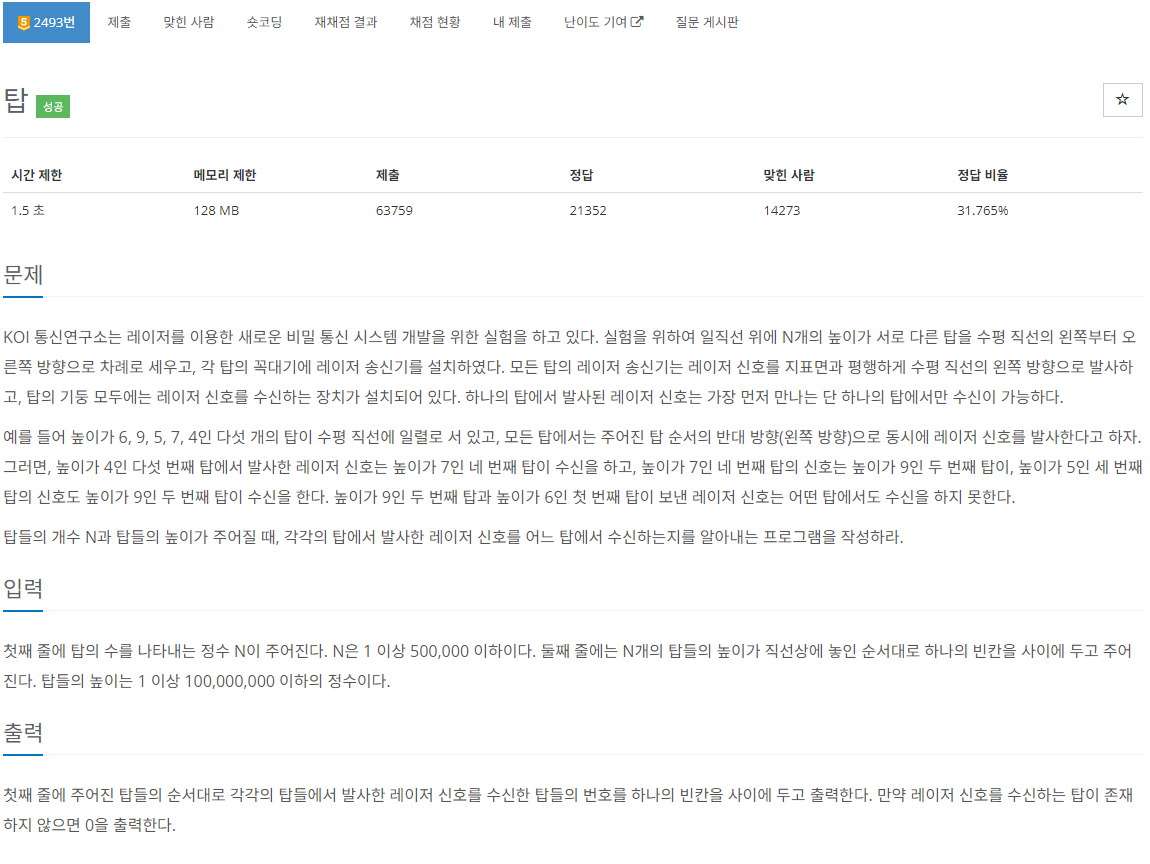 5 2493번 제출 맞힌 사람 숏코딩 재채점 결과 채점 현황 내 제출 난이도 기여 질문 게시판
탑 성공
시간 제한 메모리 제한 제출 정답 맞힌 사람 정답 비율
1.5 초 128 MB 63759 21352 14273 31.765%
문제
KOI 통신연구소는 레이저를 이용한 새로운 비밀 통신 시스템 개발을 위한 실험을 하고 있다. 실험을 위하여 일직선 위에 N개의 높이가 서로 다른 탑을 수평 직선의 왼쪽부터 오
른쪽 방향으로 차례로 세우고, 각 탑의 꼭대기에 레이저 송신기를 설치하였다. 모든 탑의 레이저 송신기는 레이저 신호를 지표면과 평행하게 수평 직선의 왼쪽 방향으로 발사하
고, 탑의 기둥 모두에는 레이저 신호를 수신하는 장치가 설치되어 있다. 하나의 탑에서 발사된 레이저 신호는 가장 먼저 만나는 단 하나의 탑에서만 수신이 가능하다.
예를 들어 높이가 6, 9, 5, 7, 4인 다섯 개의 탑이 수평 직선에 일렬로 서 있고, 모든 탑에서는 주어진 탑 순서의 반대 방향(왼쪽 방향)으로 동시에 레이저 신호를 발사한다고 하자.
그러면, 높이가 4인 다섯 번째 탑에서 발사한 레이저 신호는 높이가 7인 네 번째 탑이 수신을 하고, 높이가 7인 네 번째 탑의 신호는 높이가 9인 두 번째 탑이, 높이가 5인 세 번째
탑의 신호도 높이가 9인 두 번째 탑이 수신을 한다. 높이가 9인 두 번째 탑과 높이가 6인 첫 번째 탑이 보낸 레이저 신호는 어떤 탑에서도 수신을 하지 못한다.
탑들의 개수 N과 탑들의 높이가 주어질 때, 각각의 탑에서 발사한 레이저 신호를 어느 탑에서 수신하는지를 알아내는 프로그램을 작성하라.
입력
첫째 줄에 탑의 수를 나타내는 정수 N이 주어진다. N은 1 이상 500,000 이하이다. 둘째 줄에는 N개의 탑들의 높이가 직선상에 놓인 순서대로 하나의 빈칸을 사이에 두고 주어
진다. 탑들의 높이는 1 이상 100,000,000 이하의 정수이다.
출력
첫째 줄에 주어진 탑들의 순서대로 각각의 탑들에서 발사한 레이저 신호를 수신한 탑들의 번호를 하나의 빈칸을 사이에 두고 출력한다. 만약 레이저 신호를 수신하는 탑이 존재
하지 않으면 0을 출력한다.